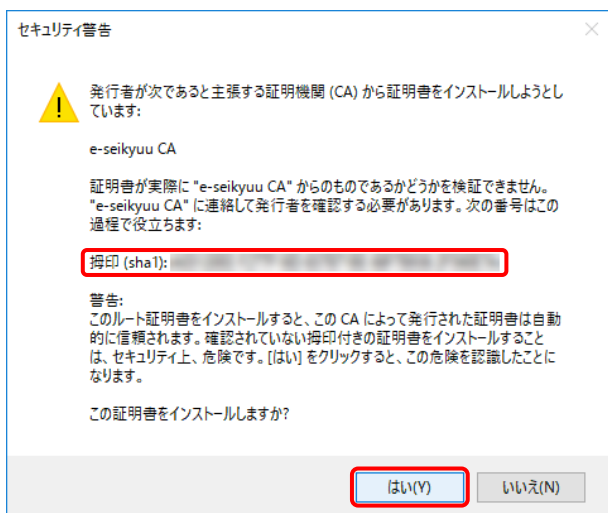 セキュリティ警告
発行者が次であると主張する証明機関 (CA) から証明書をインストールしようとし
ています:
e-seikyuu CA
証明書が実際に "e-seikyuu CA" からのものであるかどうかを検証できません。
"e-seikyuu CA" に連絡して発行者を確認する必要があります。次の番号はこの
過程で役立ちます:
拇印 (sha1):
警告:
このルート証明書をインストールすると、この CA によって発行された証明書は自動
的に信頼されます。確認されていない拇印付きの証明書をインストールすること
は、セキュリティ上、危険です。[はい] をクリックすると、この危険を認識したことに
なります。
この証明書をインストールしますか?
はい(Y)
いいえ(N)